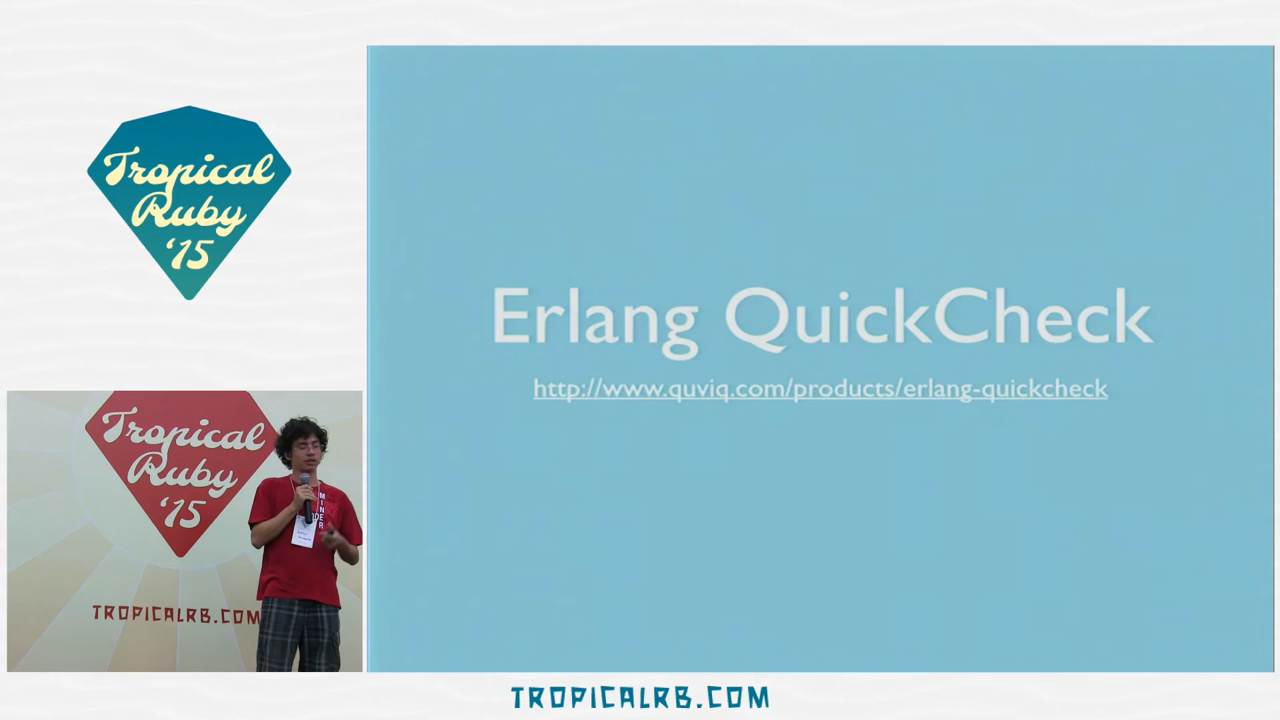 Tropical
Ruby
'15
Erlang QuickCheck
http://www.quviq.com/products/erlang-quickcheck
Tropical
Ruby
'15
MINER
TROPICALRB.COM
TROPICALRB.COM